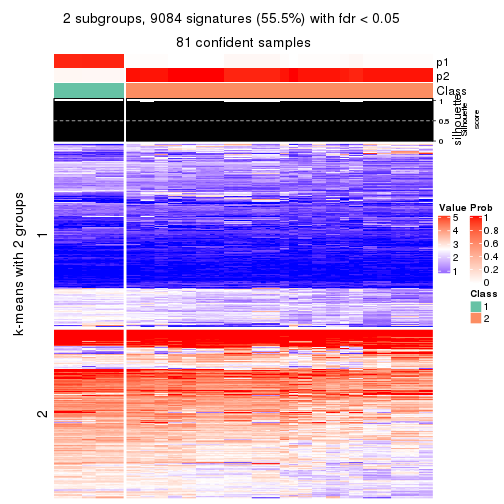 2 subgroups, 9084 signatures (55.5%) with fdr < 0.05
81 confident samples
p1
p2
Class
silhouette
Silhouette
score
1
0.5
0
k-means with 2 groups
1
2
Value
5
4
3
2
1
Prob
1
0.8
0.6
0.4
0.2
0
Class
1
2